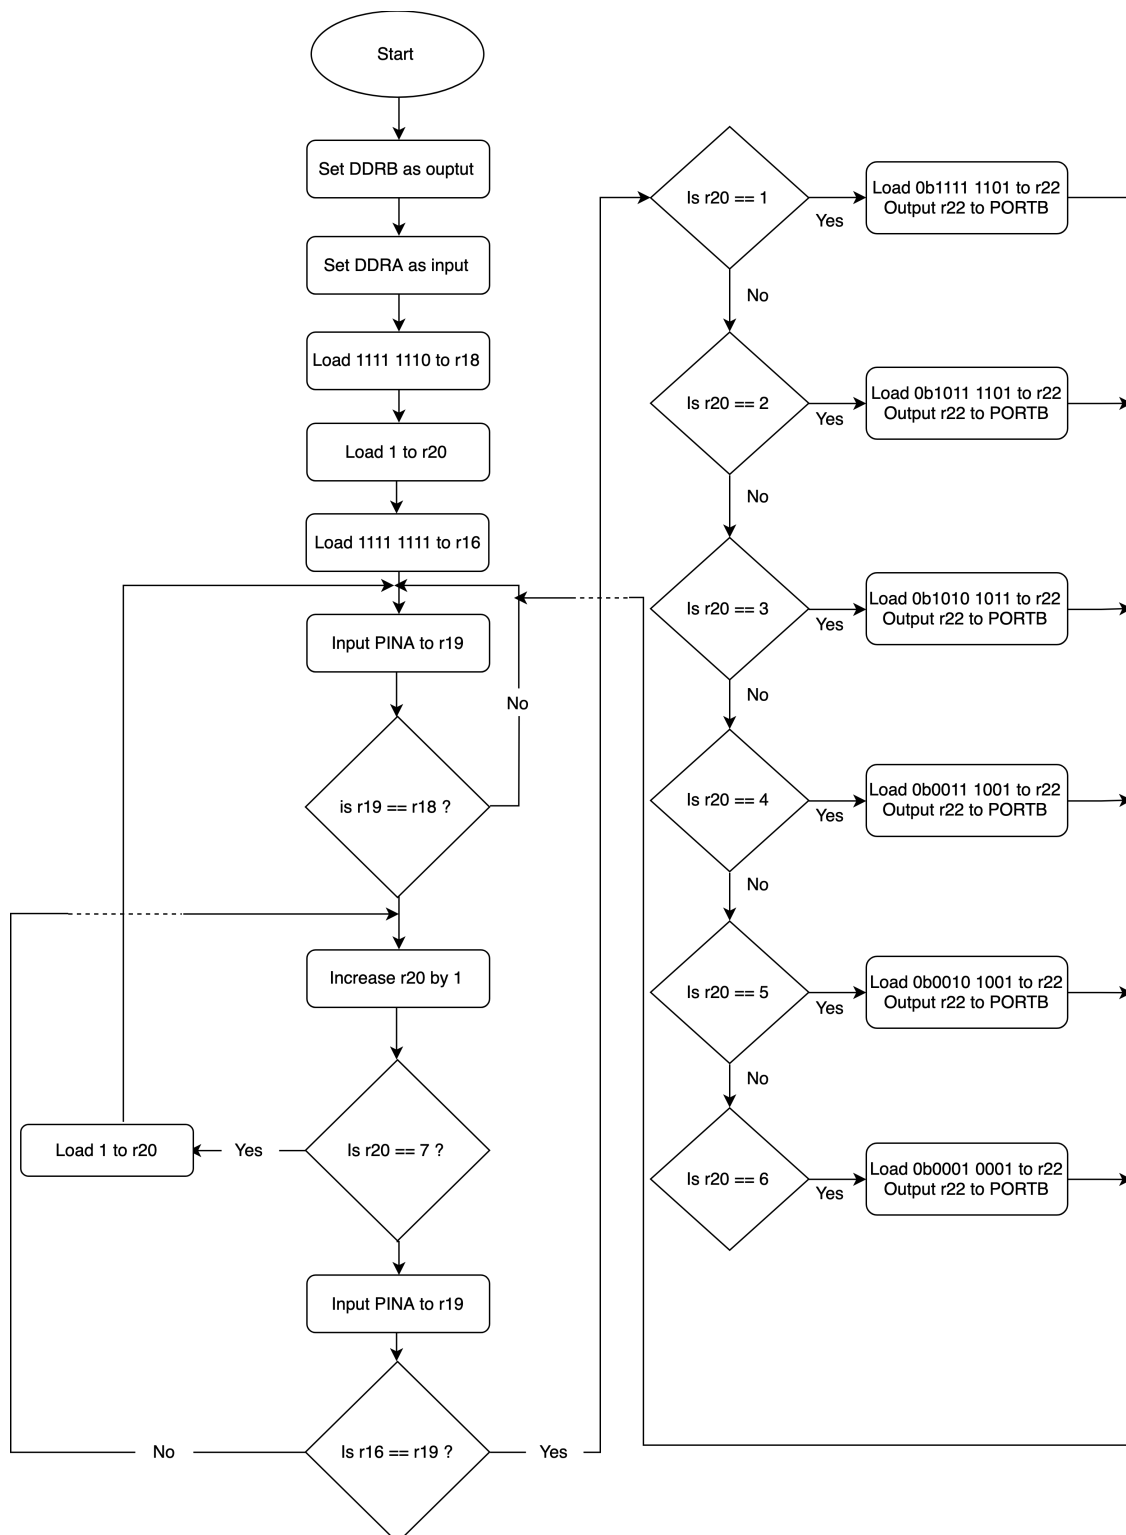 Start
Set DDRB as ouptut
Set DDRA as input
Load 1111 1110 to r18
Load 1 to r20
Load 1111 1111 to r16
Input PINA to r19
No
is r19 == r18 ?
Increase r20 by 1
Is r20 == 7 ?
Yes
Load 1 to r20
Input PINA to r19
Is r16 == r19 ?
No
Yes
Is r20 == 1
Yes
Load 0b1111 1101 to r22
Output r22 to PORTB
No
Is r20 == 2
Yes
Load 0b1011 1101 to r22
Output r22 to PORTB
No
Is r20 == 3
Yes
Load 0b1010 1011 to r22
Output r22 to PORTB
No
Is r20 == 4
Yes
Load 0b0011 1001 to r22
Output r22 to PORTB
No
Is r20 == 5
Yes
Load 0b0010 1001 to r22
Output r22 to PORTB
No
Is r20 == 6
Yes
Load 0b0001 0001 to r22
Output r22 to PORTB